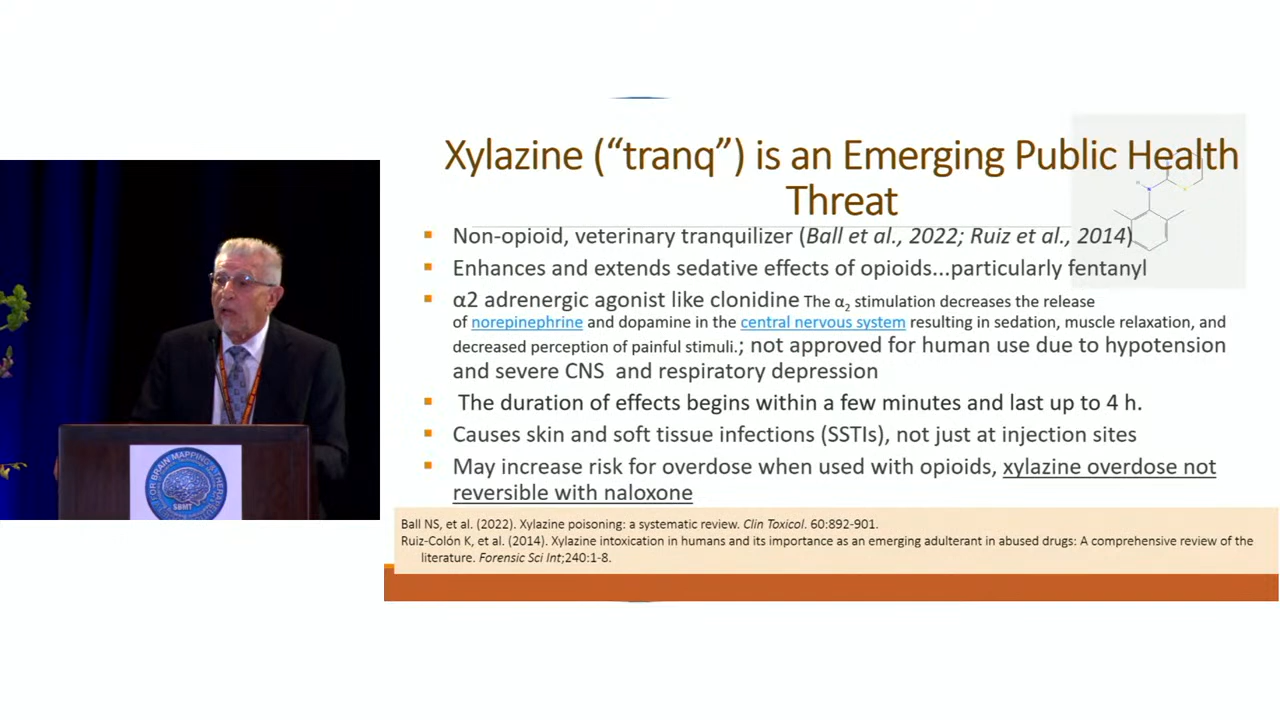 Xylazine (“tranq”) is an Emerging Public Health
Threat
▪ Non-opioid, veterinary tranquilizer (Ball et al., 2022; Ruiz et al., 2014)
▪ Enhances and extends sedative effects of opioids...particularly fentanyl
▪ α2 adrenergic agonist like clonidine The α₂ stimulation decreases the release
of norepinephrine and dopamine in the central nervous system resulting in sedation, muscle relaxation, and
decreased perception of painful stimuli.; not approved for human use due to hypotension
and severe CNS and respiratory depression
▪ The duration of effects begins within a few minutes and last up to 4 h.
▪ Causes skin and soft tissue infections (SSTIs), not just at injection sites
▪ May increase risk for overdose when used with opioids, xylazine overdose not
reversible with naloxone
Ball NS, et al. (2022). Xylazine poisoning: a systematic review. Clin Toxicol. 60:892-901.
Ruiz-Colón K, et al. (2014). Xylazine intoxication in humans and its importance as an emerging adulterant in abused drugs: A comprehensive review of the
literature. Forensic Sci Int;240:1-8.
FOR BRAIN MAPPING
SBMT